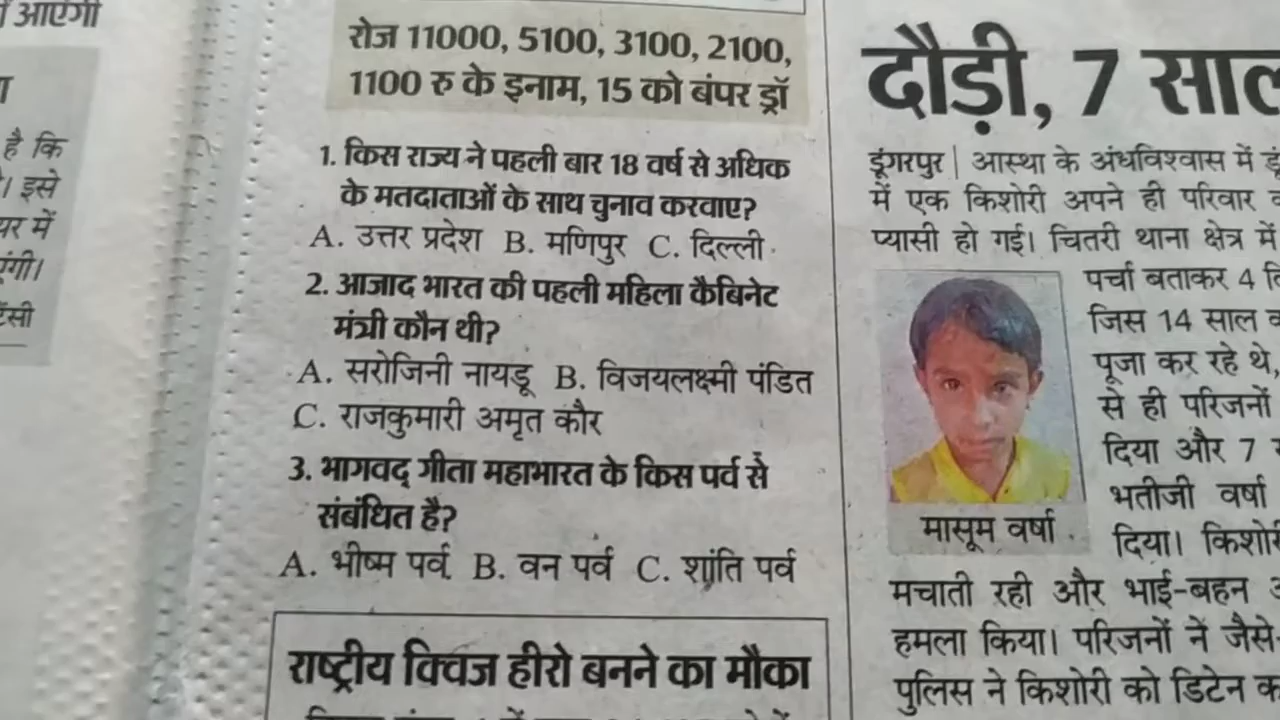 आएंगी
है कि
। इसे
यर में
एंगी।
रोज 11000, 5100, 3100, 2100,
1100 रु के इनाम, 15 को बंपर ड्रॉ
1. किस राज्य ने पहली बार 18 वर्ष से अधिक
के मतदाताओं के साथ चुनाव करवाए?
A. उत्तर प्रदेश B. मणिपुर C. दिल्ली
2. आजाद भारत की पहली महिला कैबिनेट
मंत्री कौन थी?
A. सरोजिनी नायडू B. विजयलक्ष्मी पंडित
C. राजकुमारी अमृत कौर
3. भागवद् गीता महाभारत के किस पर्व से
संबंधित है?
A. भीष्म पर्व B. वन पर्व C. शांति पर्व
राष्ट्रीय क्विज हीरो बनने का मौका
दौड़ी, 7 साल
डूंगरपुर | आस्था के अंधविश्वास में
में एक किशोरी अपने ही परिवार
प्यासी हो गई। चितरी थाना क्षेत्र में
पर्चा बताकर 4
जिस 14 साल
पूजा कर रहे थे,
से ही परिजनों
दिया और 7
भतीजी वर्षा
दिया। किशोरी
मासूम वर्षा
मचाती रही और भाई-बहन
हमला किया। परिजनों ने जैसे
पुलिस ने किशोरी को डिटेन